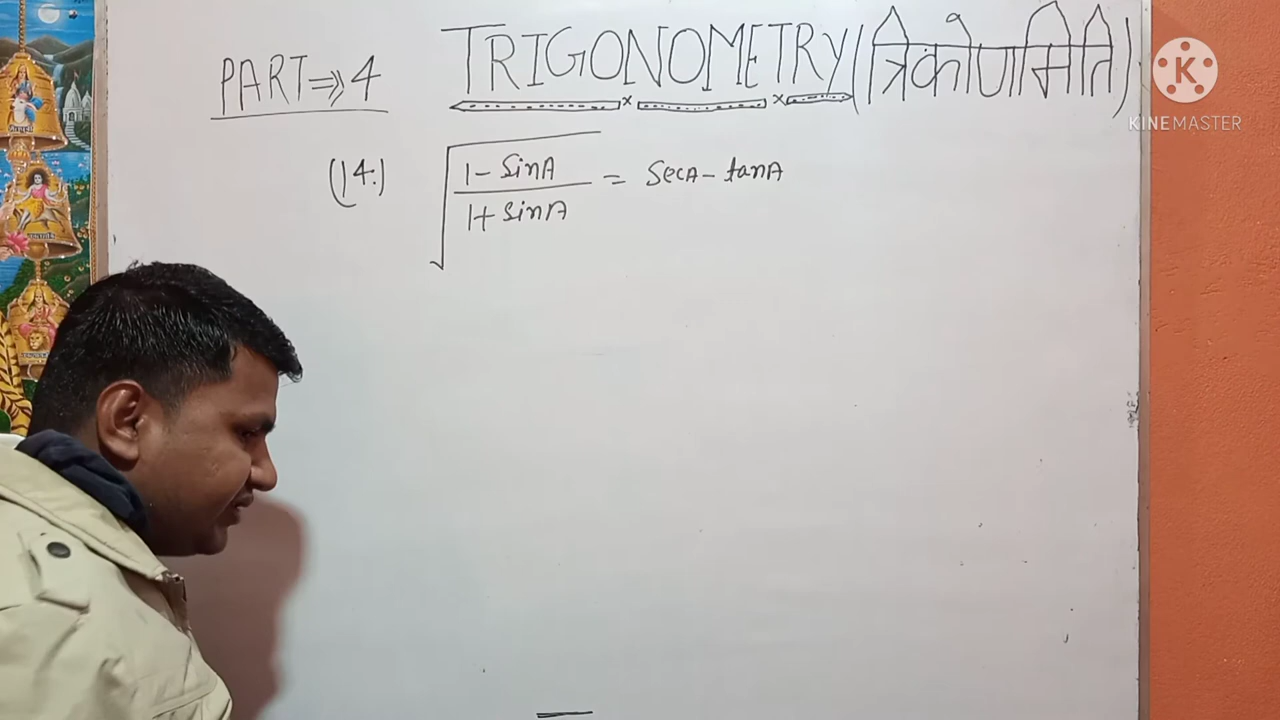 PART => 4 TRIGONOMETRY (त्रिकोणमिति)
K
KINEMASTER
(14.) √((1 - sinA)/(1 + sinA)) = SecA - tanA